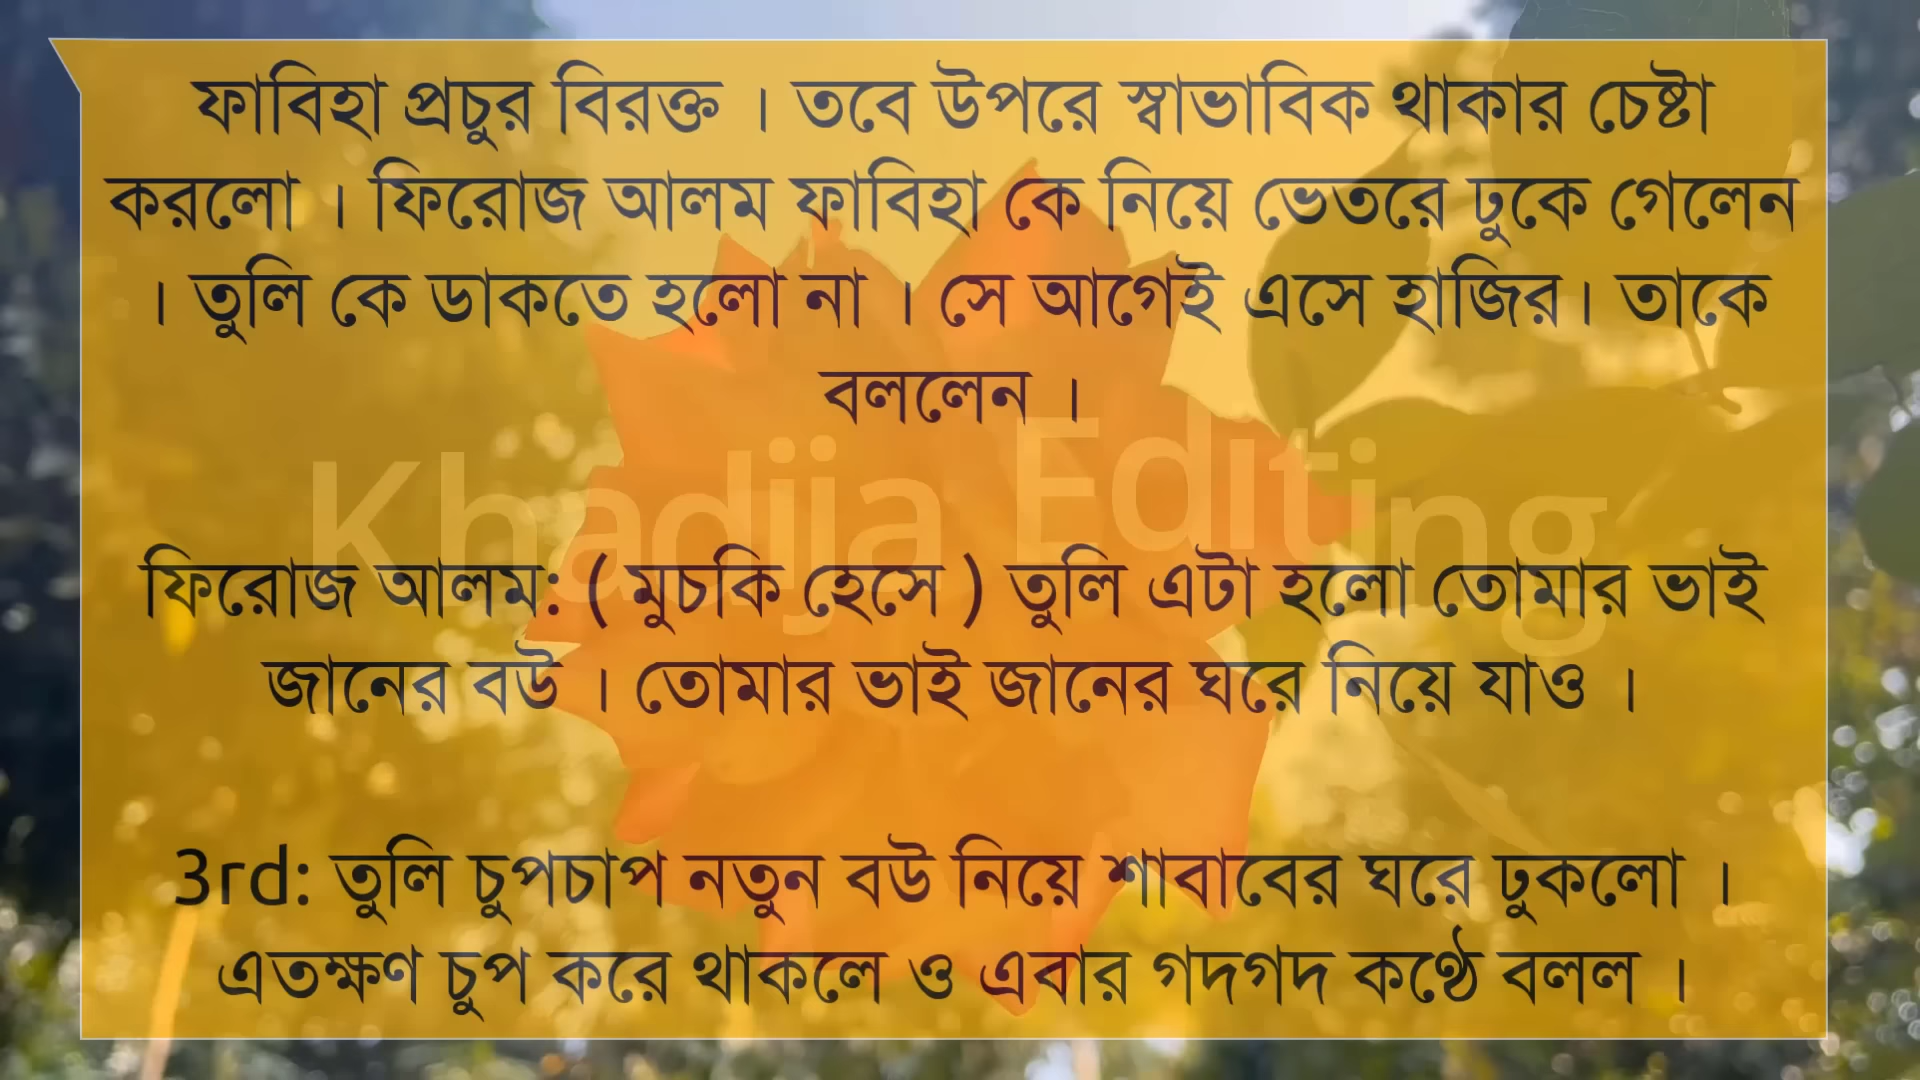 ফাবিহা প্রচুর বিরক্ত । তবে উপরে স্বাভাবিক থাকার চেষ্টা
করলো । ফিরোজ আলম ফাবিহা কে নিয়ে ভেতরে ঢুকে গেলেন
। তুলি কে ডাকতে হলো না । সে আগেই এসে হাজির। তাকে
বললেন ।
Khadija Editing
ফিরোজ আলম: ( মুচকি হেসে ) তুলি এটা হলো তোমার ভাই
জানের বউ । তোমার ভাই জানের ঘরে নিয়ে যাও ।
3rd: তুলি চুপচাপ নতুন বউ নিয়ে শাবাবের ঘরে ঢুকলো ।
এতক্ষণ চুপ করে থাকলে ও এবার গদগদ কণ্ঠে বলল ।